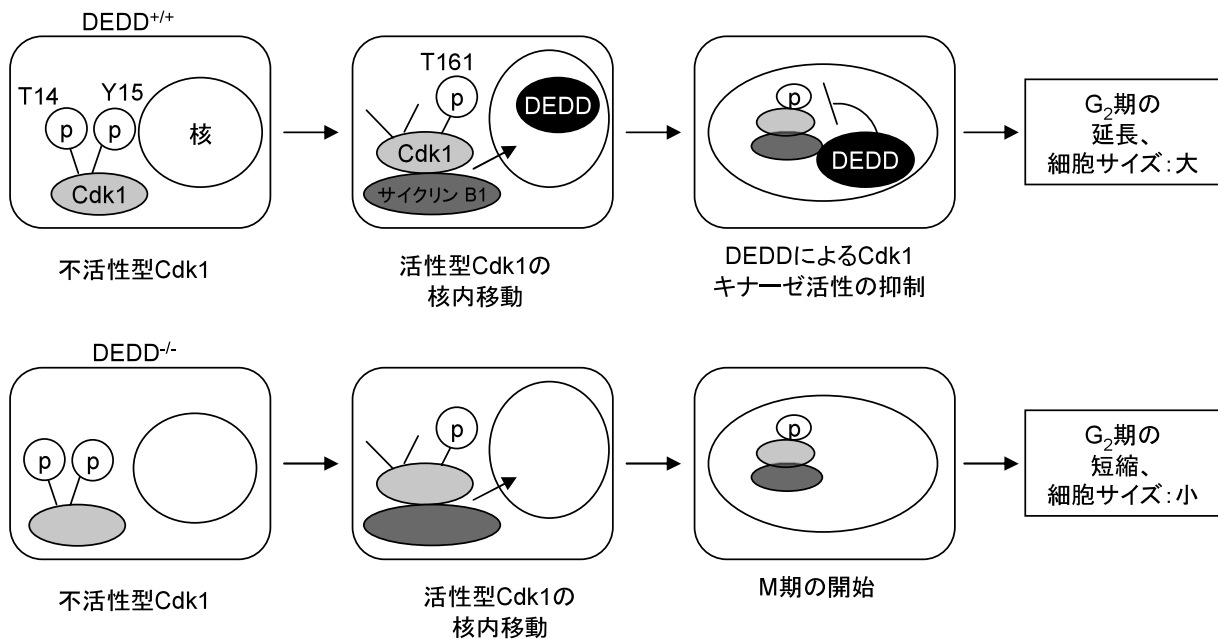 DEDD+/+
T14
Y15
p
p
核
Cdk1
不活性型Cdk1
T161
p
DEDD
Cdk1
サイクリン B1
活性型Cdk1の
核内移動
p
DEDD
DEDDによるCdk1
キナーゼ活性の抑制
G2期の
延長、
細胞サイズ:大
DEDD-/-
p
p
不活性型Cdk1
p
活性型Cdk1の
核内移動
p
M期の開始
G2期の
短縮、
細胞サイズ:小